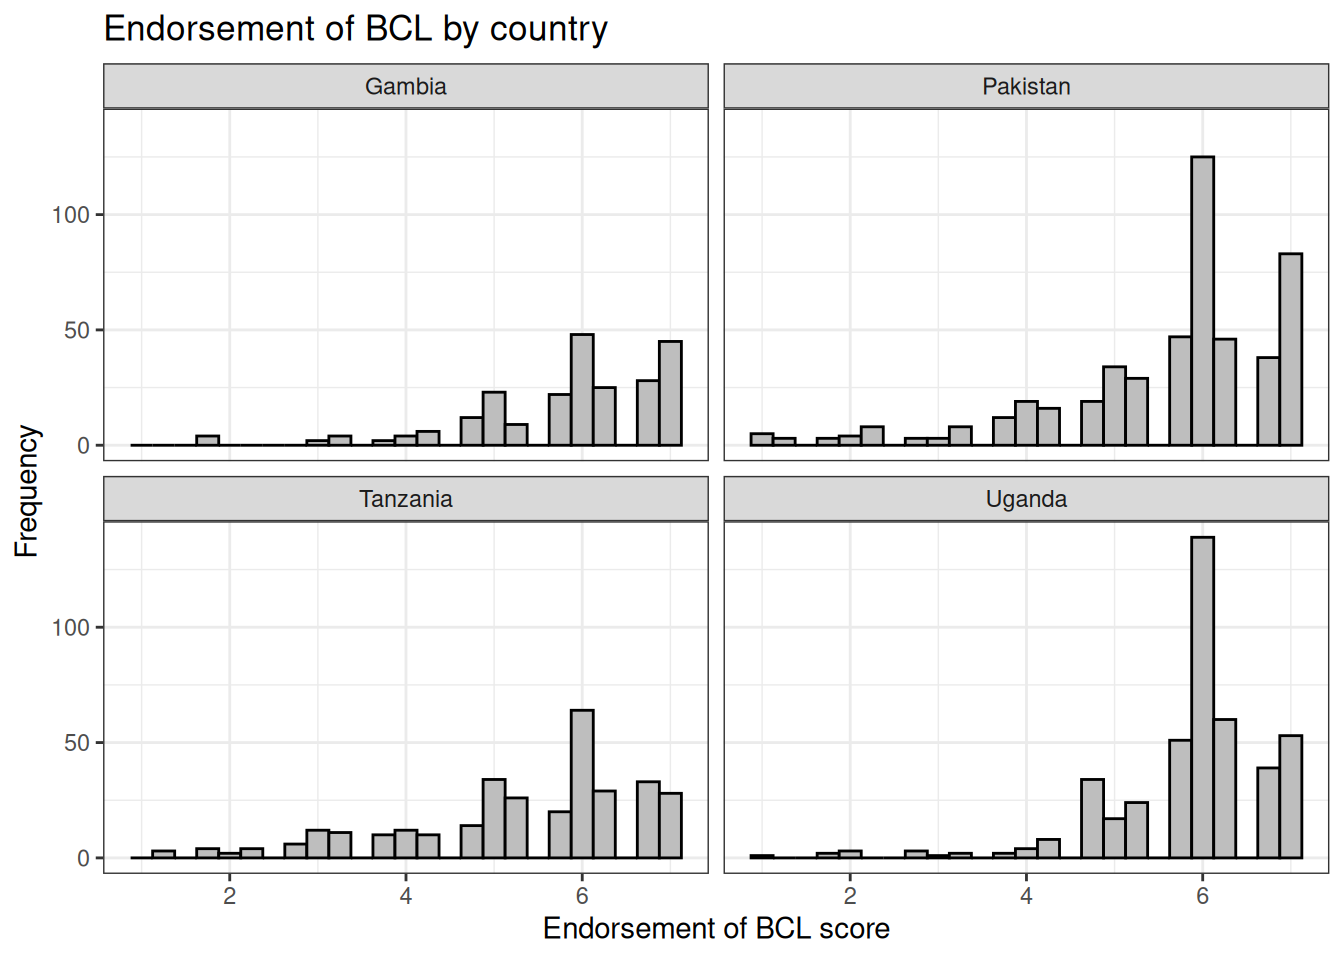 Endorsement of BCL by country
Gambia
Pakistan
100
50
0
Tanzania
Uganda
100
50
0
Frequency
2
4
6
2
4
6
Endorsement of BCL score